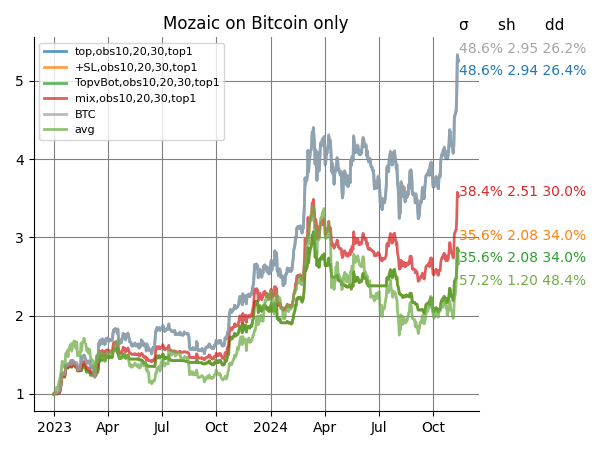 Mozaic on Bitcoin only
σ sh dd
top,obs10,20,30,top1
+SL,obs10,20,30,top1
TopvBot,obs10,20,30,top1
mix,obs10,20,30,top1
BTC
avg
48.6% 2.95 26.2%
48.6% 2.94 26.4%
38.4% 2.51 30.0%
35.6% 2.08 34.0%
35.6% 2.08 34.0%
57.2% 1.20 48.4%
5
4
3
2
1
2023 Apr Jul Oct 2024 Apr Jul Oct